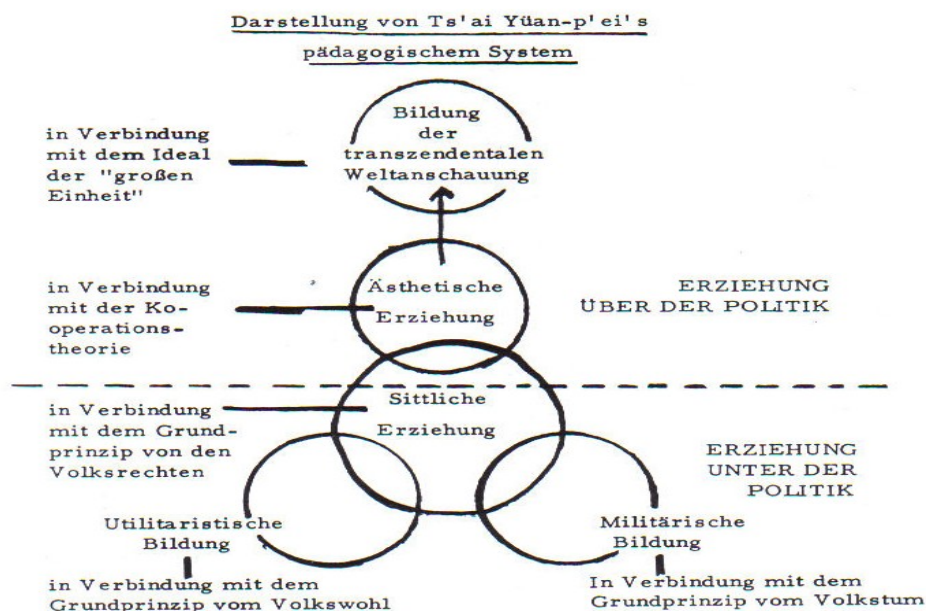 Darstellung von Ts'ai Yüan-p'ei's
pädagogischem System
Bildung
der
transzendentalen
Weltanschauung
in Verbindung
mit dem Ideal
der "großen
Einheit"
Ästhetische
Erziehung
in Verbindung
mit der Ko-
operations-
theorie
ERZIEHUNG
ÜBER DER POLITIK
Sittliche
Erziehung
in Verbindung
mit dem Grund-
prinzip von den
Volksrechten
ERZIEHUNG
UNTER DER
POLITIK
Utilitaristische
Bildung
Militärische
Bildung
in Verbindung mit dem
Grundprinzip vom Volkswohl
In Verbindung mit dem
Grundprinzip vom Volkstum